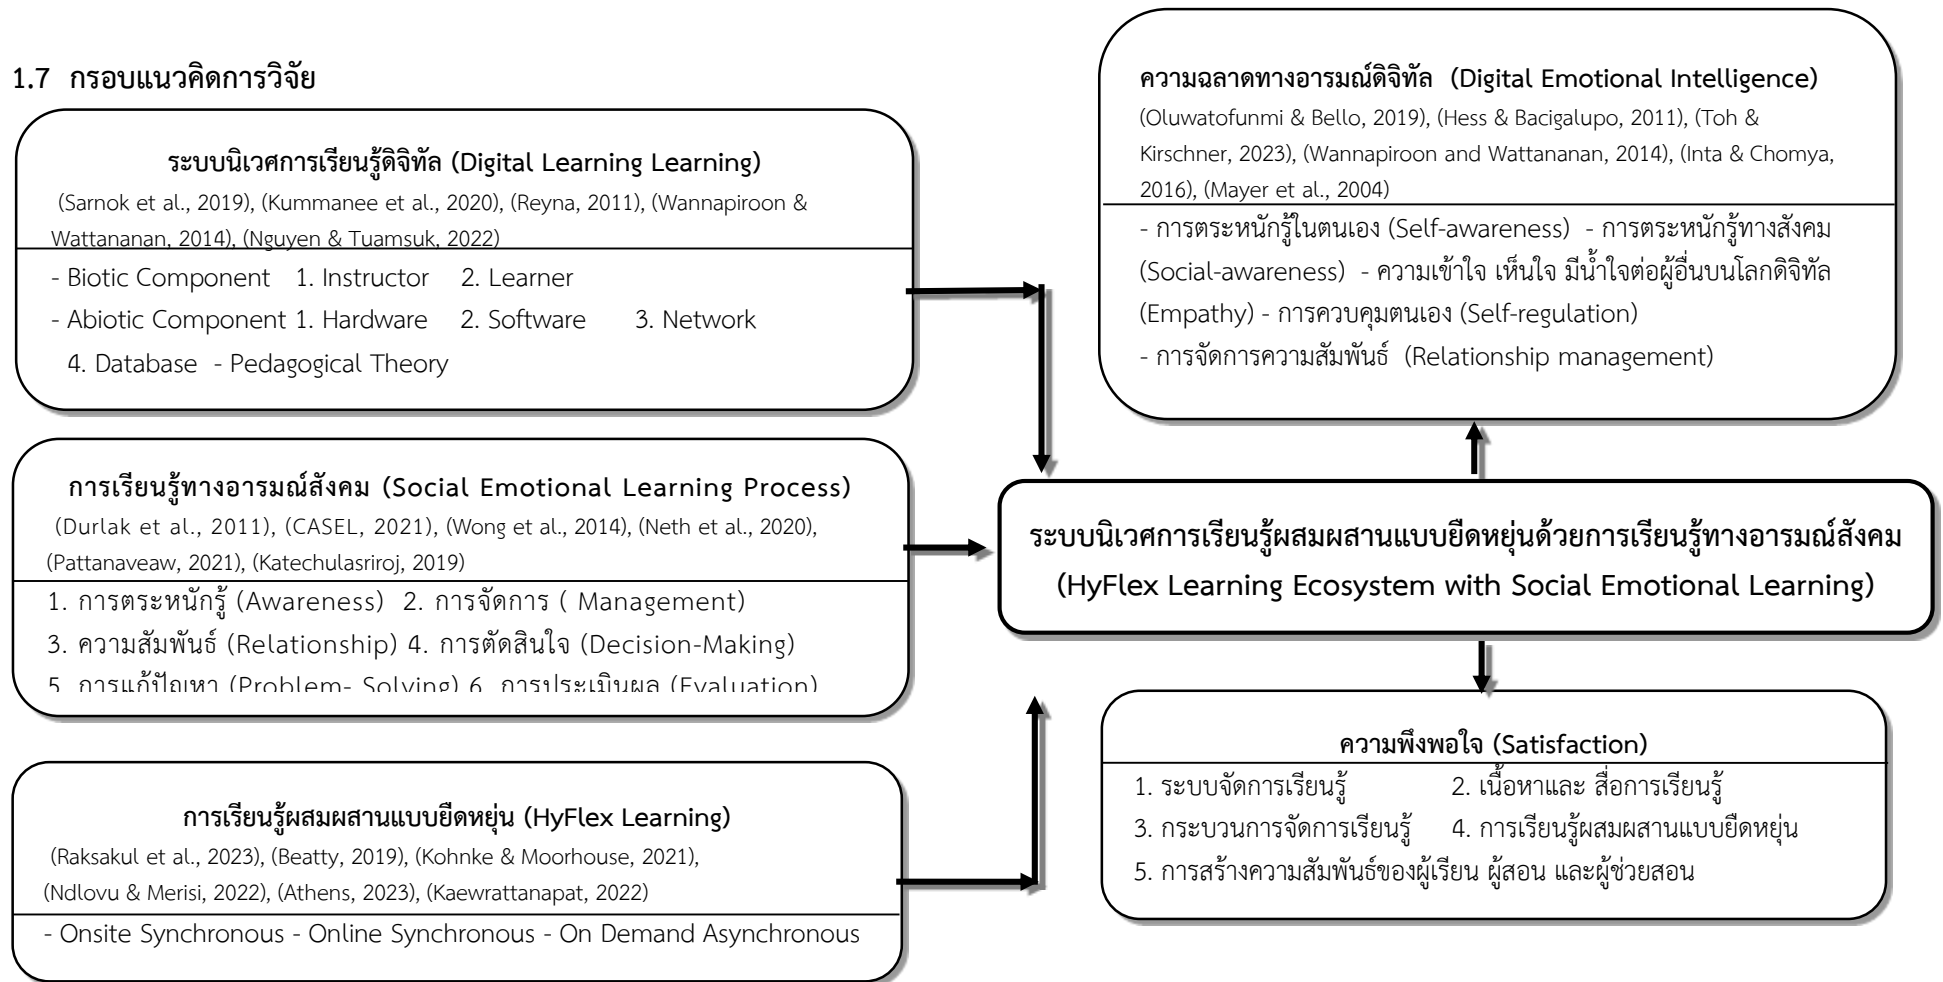 1.7 กรอบแนวคิดการวิจัย
ระบบนิเวศการเรียนรู้ดิจิทัล (Digital Learning Learning)
(Sarnok et al., 2019), (Kummanee et al., 2020), (Reyna, 2011), (Wannapiroon &
Wattananan, 2014), (Nguyen & Tuamsuk, 2022)
- Biotic Component 1. Instructor 2. Learner
- Abiotic Component 1. Hardware 2. Software 3. Network
4. Database - Pedagogical Theory
การเรียนรู้ทางอารมณ์สังคม (Social Emotional Learning Process)
(Durlak et al., 2011), (CASEL, 2021), (Wong et al., 2014), (Neth et al., 2020),
(Pattanaveaw, 2021), (Katechulasriroj, 2019)
1. การตระหนักรู้ (Awareness) 2. การจัดการ ( Management)
3. ความสัมพันธ์ (Relationship) 4. การตัดสินใจ (Decision-Making)
5. การแก้ปัญหา (Problem- Solving) 6. การประเมินผล (Evaluation)
การเรียนรู้ผสมผสานแบบยืดหยุ่น (HyFlex Learning)
(Raksakul et al., 2023), (Beatty, 2019), (Kohnke & Moorhouse, 2021),
(Ndlovu & Merisi, 2022), (Athens, 2023), (Kaewrattanapat, 2022)
- Onsite Synchronous - Online Synchronous - On Demand Asynchronous
ความฉลาดทางอารมณ์ดิจิทัล (Digital Emotional Intelligence)
(Oluwatofunmi & Bello, 2019), (Hess & Bacigalupo, 2011), (Toh &
Kirschner, 2023), (Wannapiroon and Wattananan, 2014), (Inta & Chomya,
2016), (Mayer et al., 2004)
- การตระหนักรู้ในตนเอง (Self-awareness) - การตระหนักรู้ทางสังคม
(Social-awareness) - ความเข้าใจ เห็นใจ มีน้ำใจต่อผู้อื่นบนโลกดิจิทัล
(Empathy) - การควบคุมตนเอง (Self-regulation)
- การจัดการความสัมพันธ์ (Relationship management)
ระบบนิเวศการเรียนรู้ผสมผสานแบบยืดหยุ่นด้วยการเรียนรู้ทางอารมณ์สังคม
(HyFlex Learning Ecosystem with Social Emotional Learning)
ความพึงพอใจ (Satisfaction)
1. ระบบจัดการเรียนรู้ 2. เนื้อหาและ สื่อการเรียนรู้
3. กระบวนการจัดการเรียนรู้ 4. การเรียนรู้ผสมผสานแบบยืดหยุ่น
5. การสร้างความสัมพันธ์ของผู้เรียน ผู้สอน และผู้ช่วยสอน